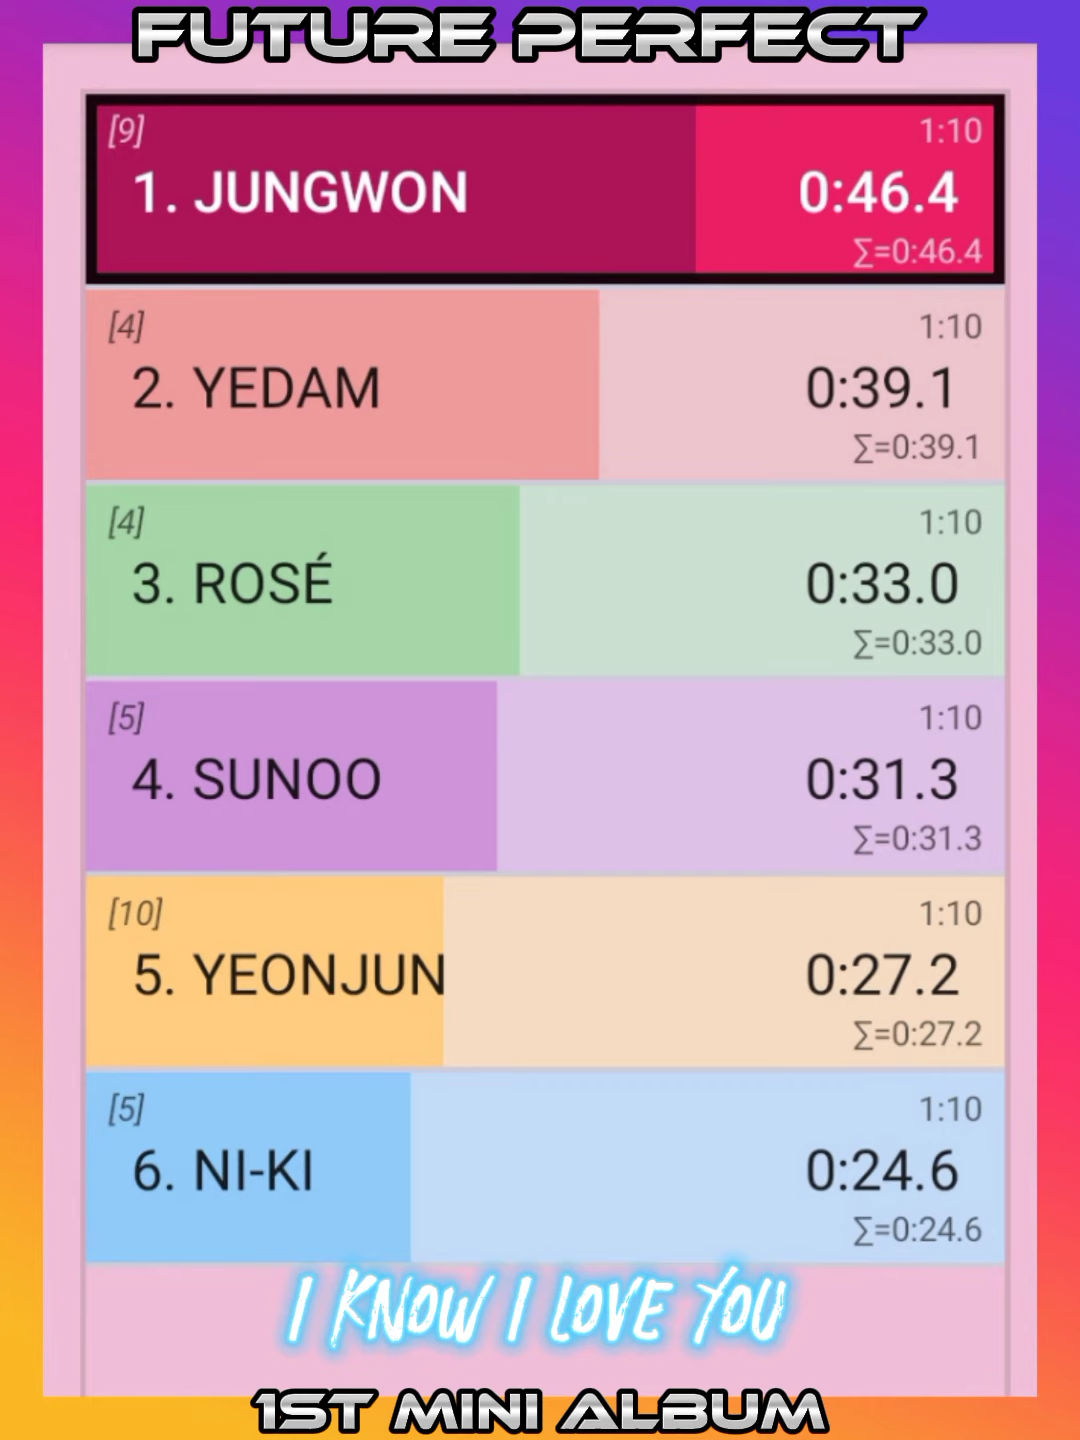 FUTURE PERFECT
[9]
1:10
1. JUNGWON
0:46.4
∑=0:46.4
[4]
1:10
2. YEDAM
0:39.1
∑=0:39.1
[4]
1:10
3. ROSÉ
0:33.0
∑=0:33.0
[5]
1:10
4. SUNOO
0:31.3
∑=0:31.3
[10]
1:10
5. YEONJUN
0:27.2
∑=0:27.2
[5]
1:10
6. NI-KI
0:24.6
∑=0:24.6
I KNOW I LOVE YOU
1ST MINI ALBUM